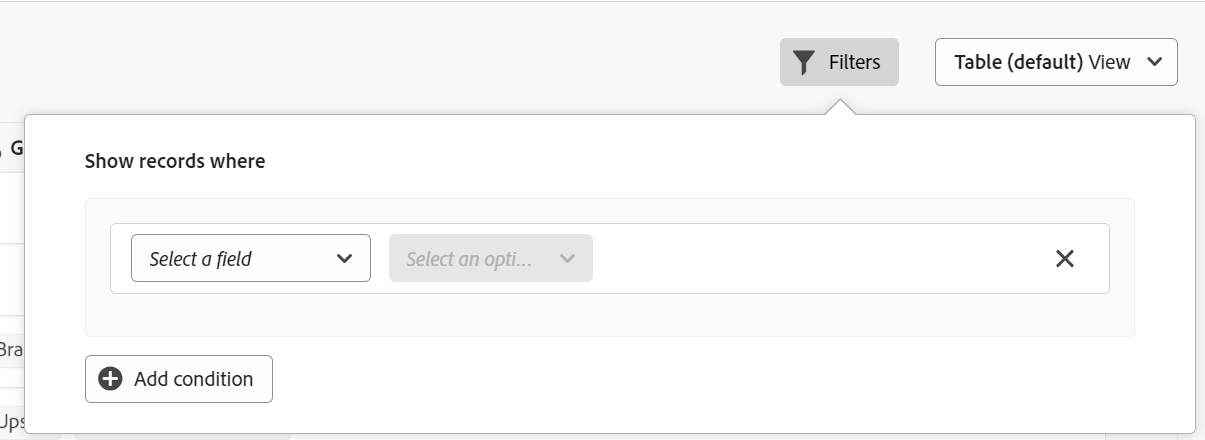 Filters
Table (default) View
G
Show records where
Select a field
Select an opti...
Bra
Add condition
Ups